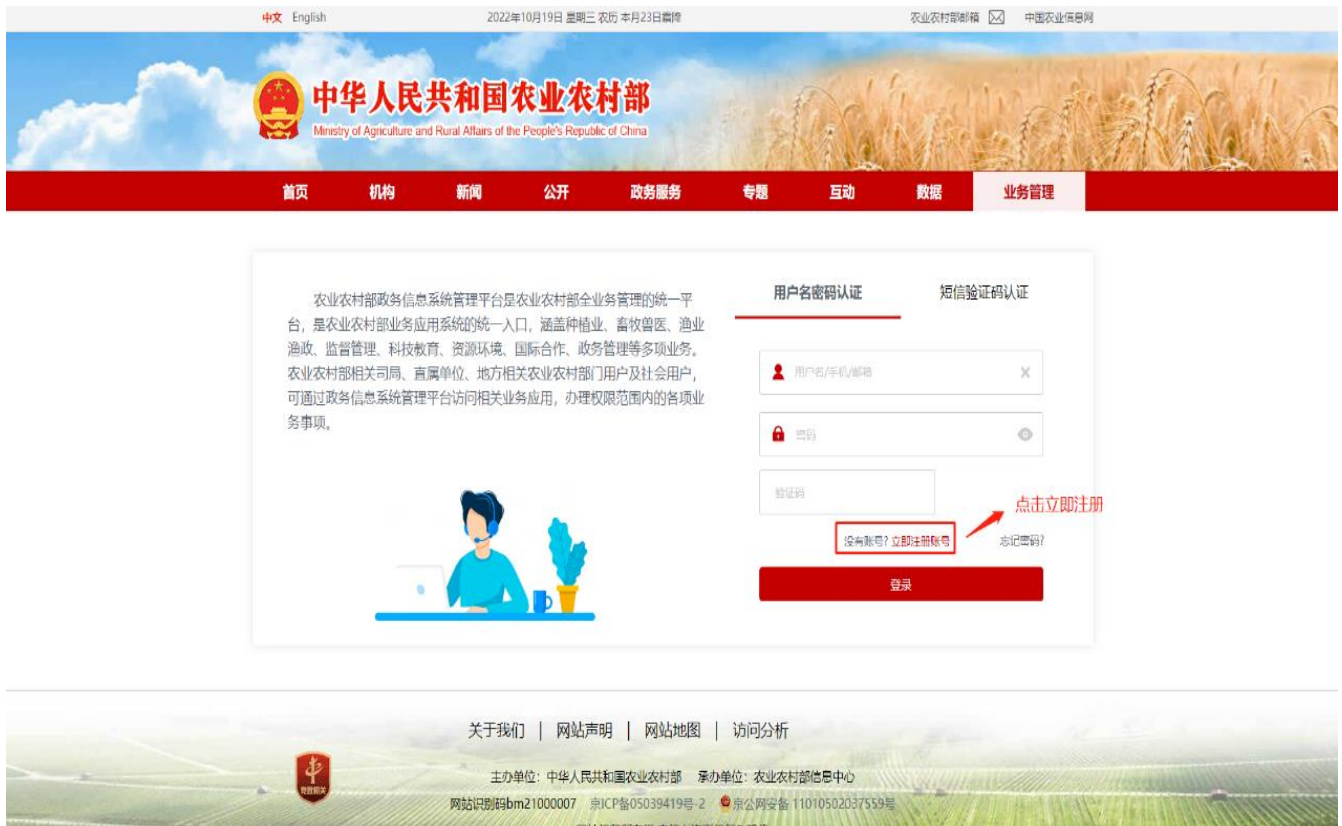 中文 English 2022年10月19日 星期三 农历 本月23日霜降 农业农村部邮箱 中国农业信息网
中华人民共和国农业农村部
Ministry of Agriculture and Rural Affairs of the People's Republic of China
首页 机构 新闻 公开 政务服务 专题 互动 数据 业务管理
农业农村部政务信息系统管理平台是农业农村部全业务管理的统一平
台，是农业农村部业务应用系统的统一入口，涵盖种植业、畜牧兽医、渔业
渔政、监督管理、科技教育、资源环境、国际合作、政务管理等多项业务。
农业农村部相关司局、直属单位、地方相关农业农村部门用户及社会用户，
可通过政务信息系统管理平台访问相关业务应用，办理权限范围内的各项业
务事项。
用户名密码认证 短信验证码认证
用户名/手机/邮箱
密码
验证码
点击立即注册
没有账号? 立即注册账号 忘记密码?
登录
关于我们 | 网站声明 | 网站地图 | 访问分析
党政机关
主办单位：中华人民共和国农业农村部 承办单位：农业农村部信息中心
网站识别码bm21000007 京ICP备05039419号-2 京公网安备 11010502037559号